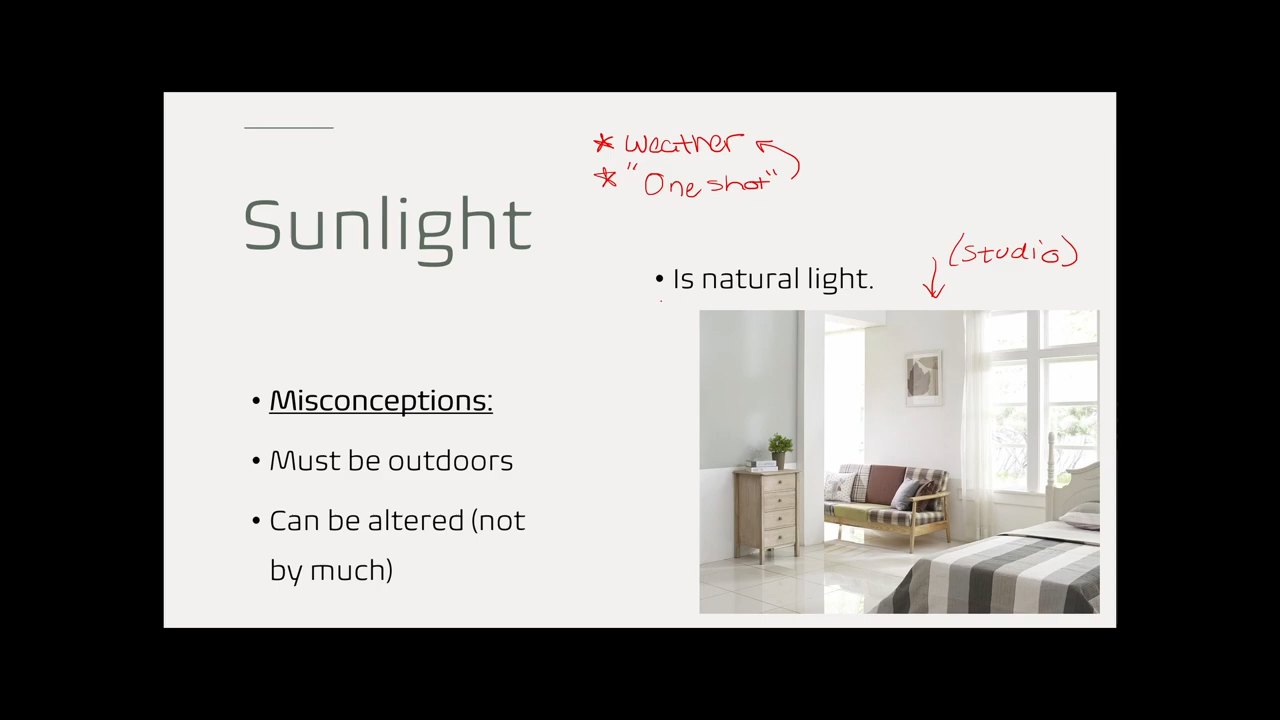 * weather
* "One shot"
Sunlight
(studio)
• Is natural light.
• Misconceptions:
• Must be outdoors
• Can be altered (not
by much)